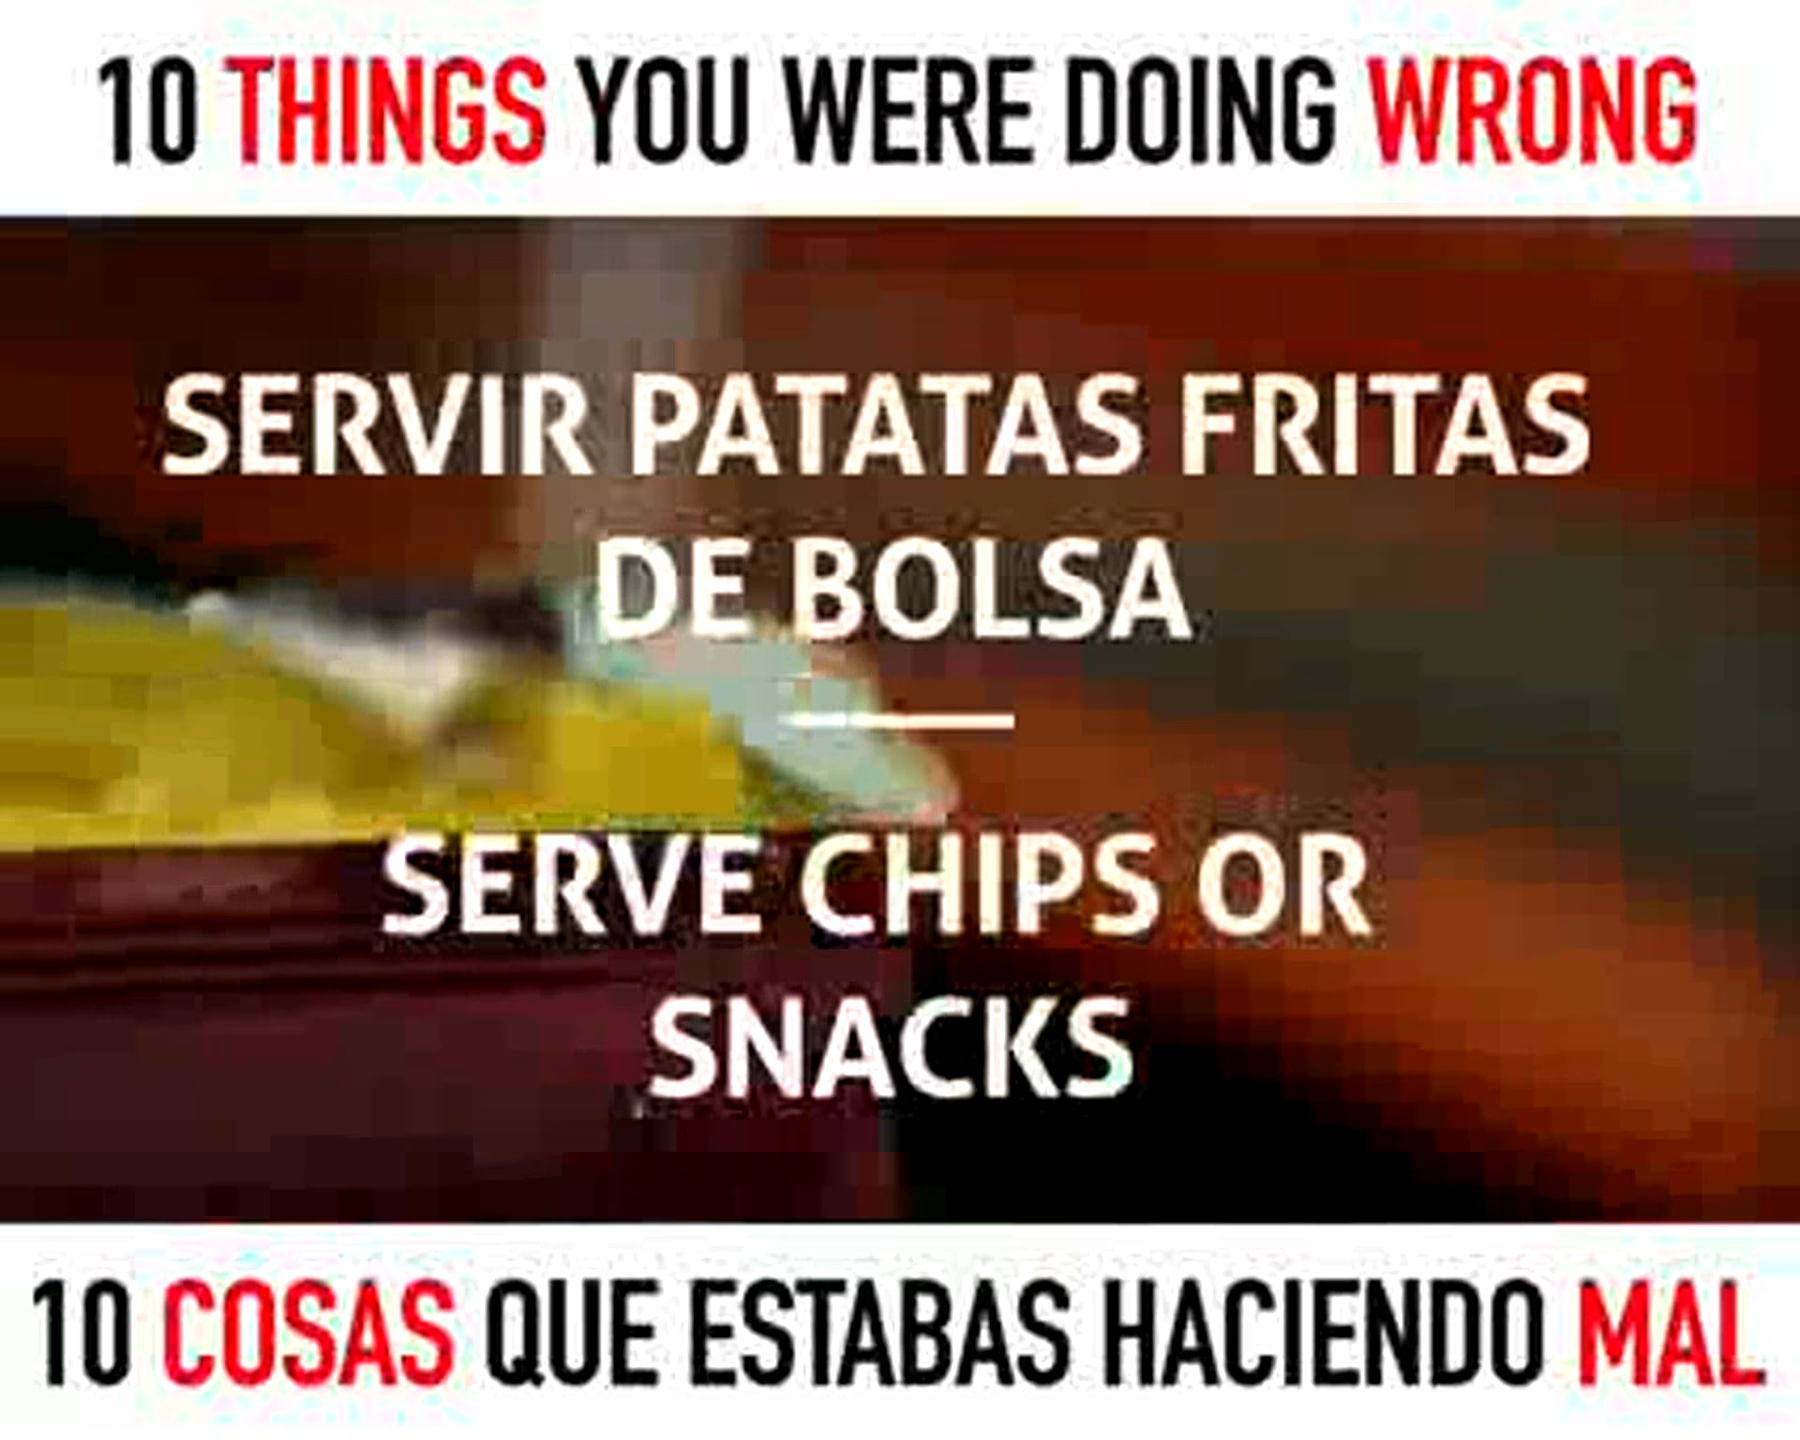 10 THINGS YOU WERE DOING WRONG
SERVIR PATATAS FRITAS
DE BOLSA
SERVE CHIPS OR
SNACKS
10 COSAS QUE ESTABAS HACIENDO MAL